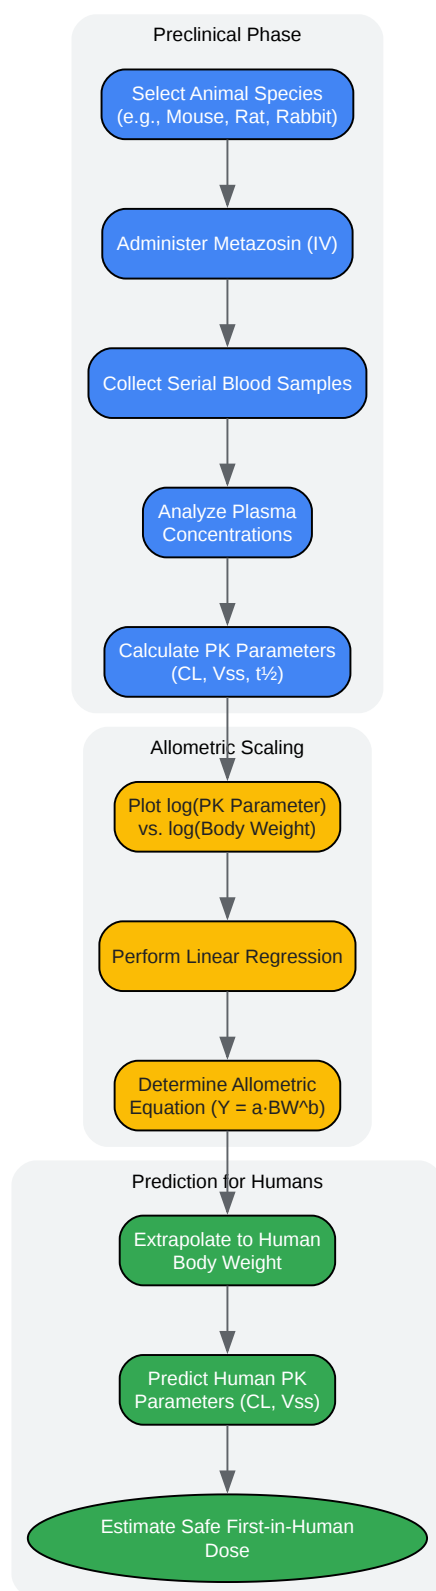 Preclinical Phase
Select Animal Species
(e.g., Mouse, Rat, Rabbit)
Administer Metazosin (IV)
Collect Serial Blood Samples
Analyze Plasma
Concentrations
Calculate PK Parameters
(CL, Vss, t½)
Allometric Scaling
Plot log(PK Parameter)
vs. log(Body Weight)
Perform Linear Regression
Determine Allometric
Equation (Y = a·BW^b)
Prediction for Humans
Extrapolate to Human
Body Weight
Predict Human PK
Parameters (CL, Vss)
Estimate Safe First-in-Human
Dose